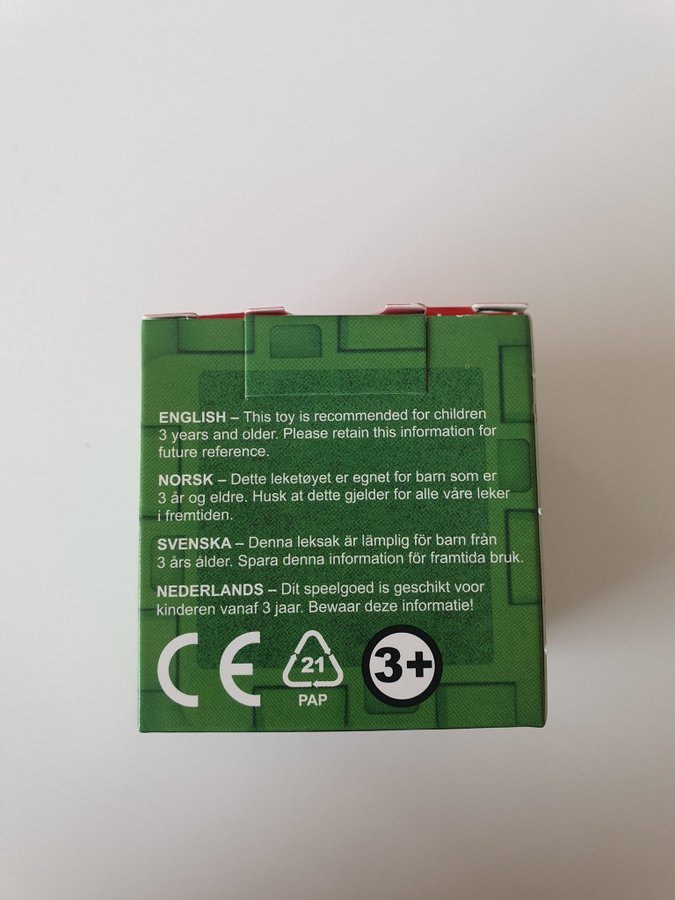 ENGLISH – This toy is recommended for children
3 years and older. Please retain this information for
future reference.
NORSK – Dette leketøyet er egnet for barn som er
3 år og eldre. Husk at dette gjelder for alle våre leker
i fremtiden.
SVENSKA – Denna leksak är lämplig för barn från
3 års ålder. Spara denna information för framtida bruk.
NEDERLANDS – Dit speelgoed is geschikt voor
kinderen vanaf 3 jaar. Bewaar deze informatie!
CE 21 3+
PAP